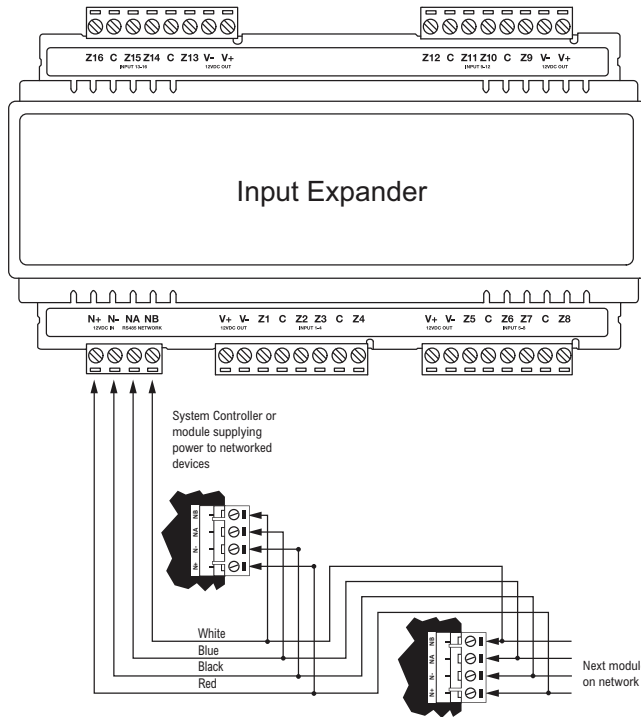 Z16 C Z15 Z14 C Z13 V- V+
INPUT 13-16 12VDC OUT
Z12 C Z11 Z10 C Z9 V- V+
INPUT 9-12 12VDC OUT
Input Expander
N+ N- NA NB
12VDC IN RS485 NETWORK
V+ V- Z1 C Z2 Z3 C Z4
12VDC OUT INPUT 1-4
V+ V- Z5 C Z6 Z7 C Z8
12VDC OUT INPUT 5-8
System Controller or
module supplying
power to networked
devices
NB
NA
N-
N+
White
Blue
Black
Red
NB
NA
N-
N+
Next modul
on network